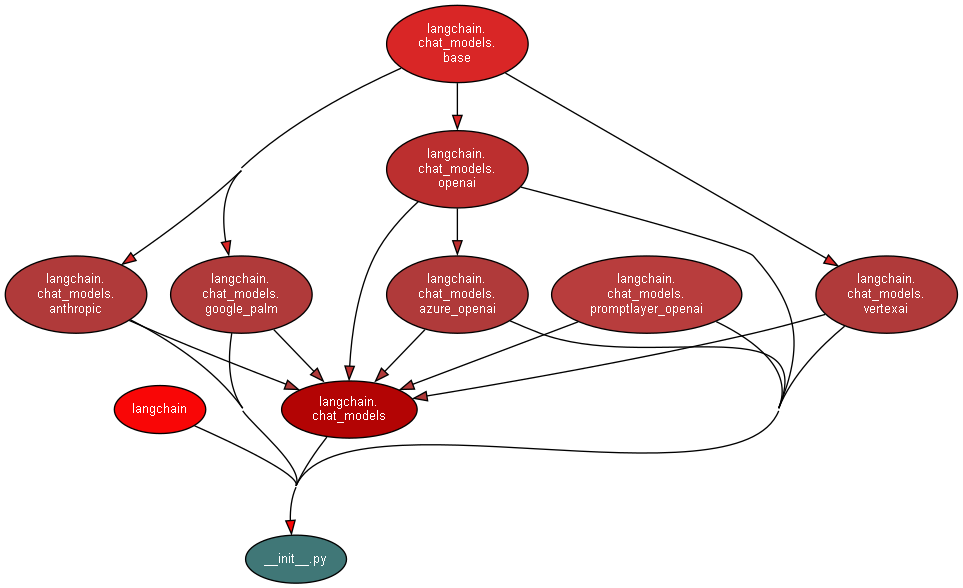 langchain.
chat_models.
base
langchain.
chat_models.
openai
langchain.
chat_models.
anthropic
langchain.
chat_models.
google_palm
langchain.
chat_models.
azure_openai
langchain.
chat_models.
promptlayer_openai
langchain.
chat_models.
vertexai
langchain
langchain.
chat_models
__init__.py